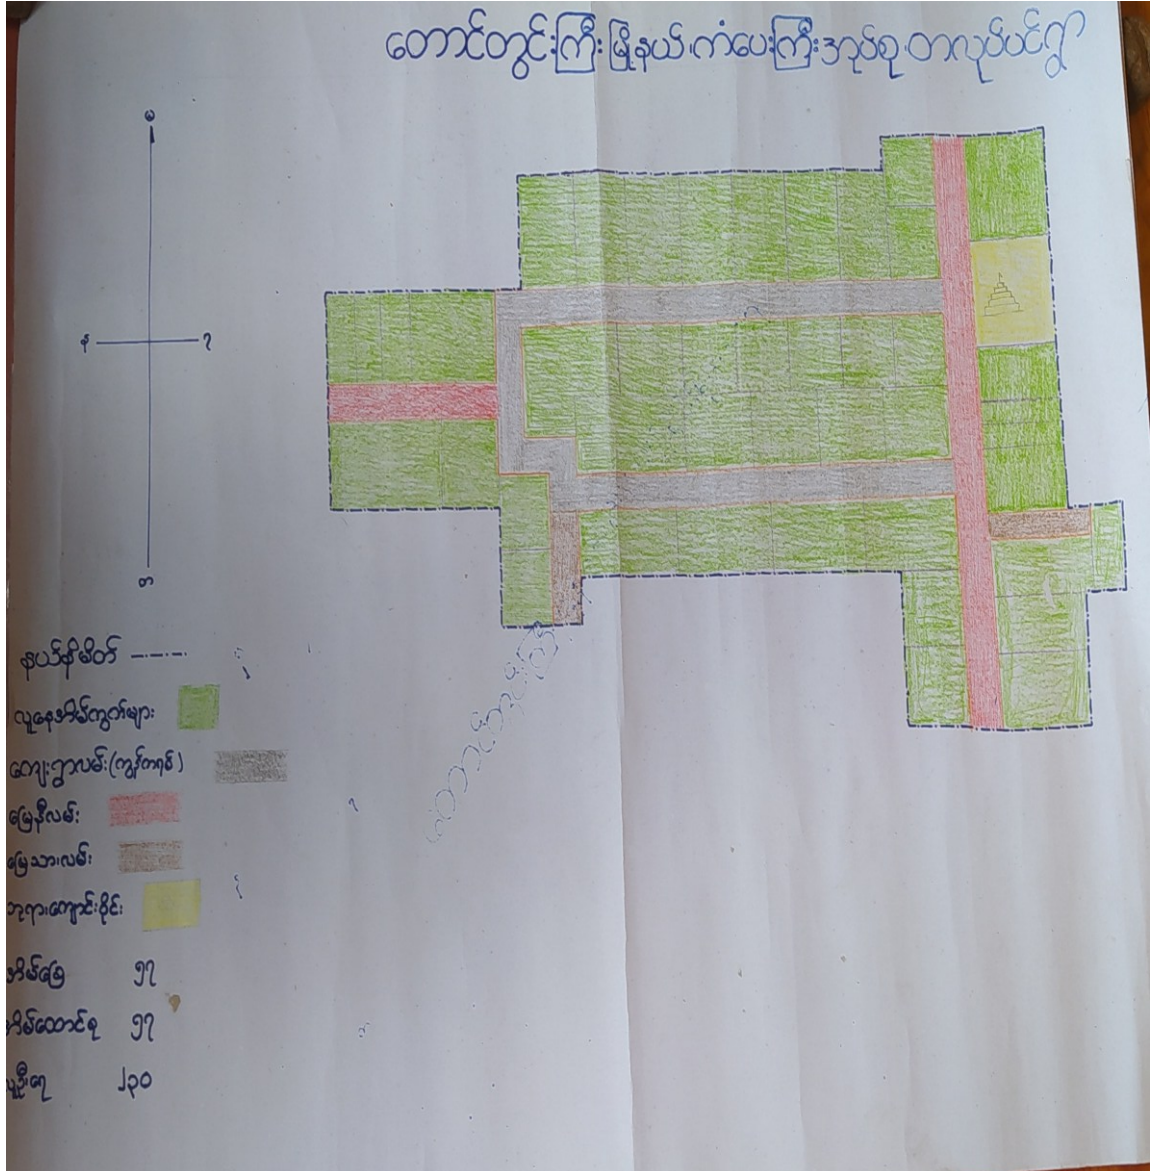 တောင်တွင်းကြီးမြို့နယ်၊ကံပေးကြီးအုပ်စု၊တလုပ်ပင်ရွာ
မ
န
၇
တ
နယ်နိမိတ်
လူနေအိမ်ကွက်များ
ကျေးရွာလမ်း(ကွန်ကရစ်)
မြေနီလမ်း
မြေသားလမ်း
ဘုရားကျောင်းဝိုင်း
အိမ်ခြေ ၅၇
အိမ်ထောင်စု ၅၇
လူဦးရေ ၂၃၀